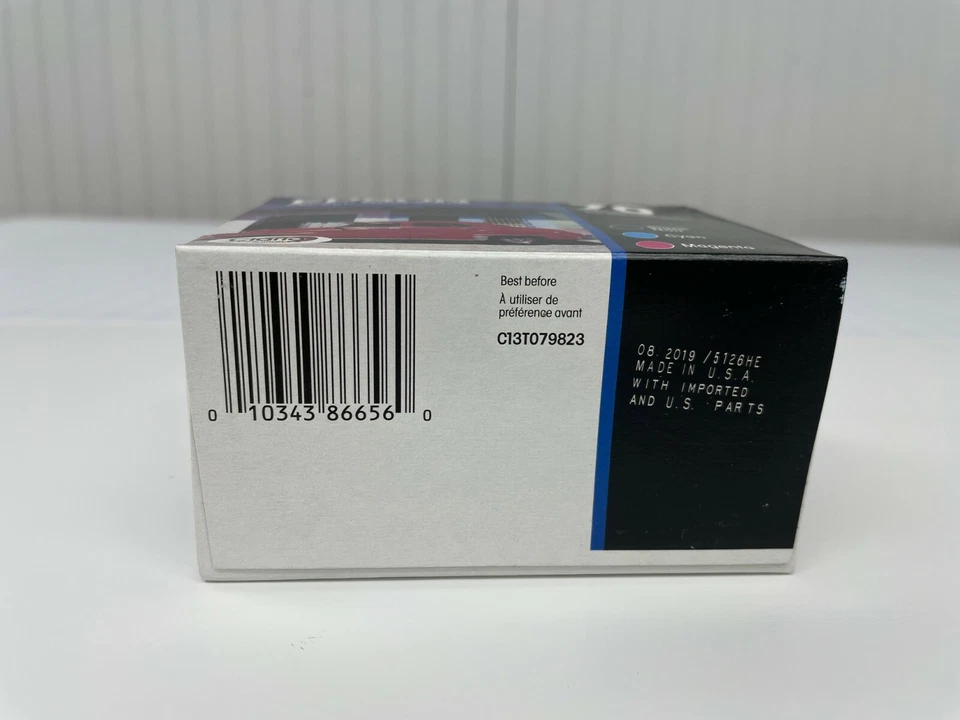 Cyan
Magenta
Best before
À utiliser de
préférence avant
C13T079823
0 10343 86656 0
08.2019 /5126HE
MADE IN U.S.A.
WITH IMPORTED
AND U.S. PARTS